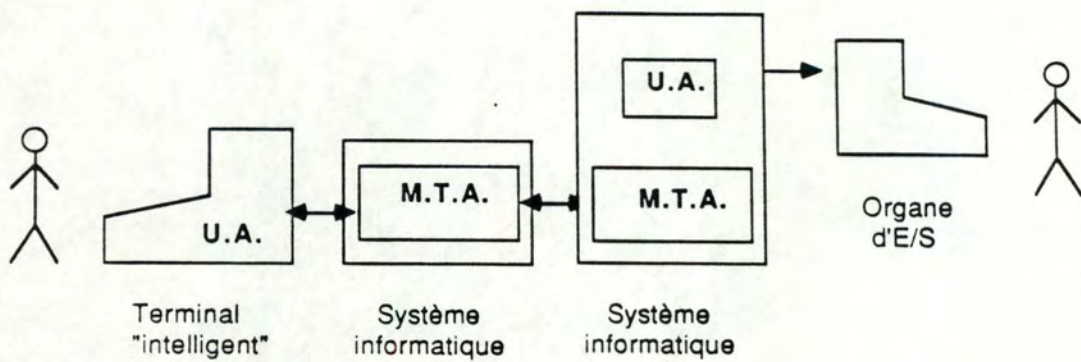 U.A.
M.T.A.
U.A.
M.T.A.
Terminal
"intelligent"
Système
informatique
Système
informatique
Organe
d'E/S